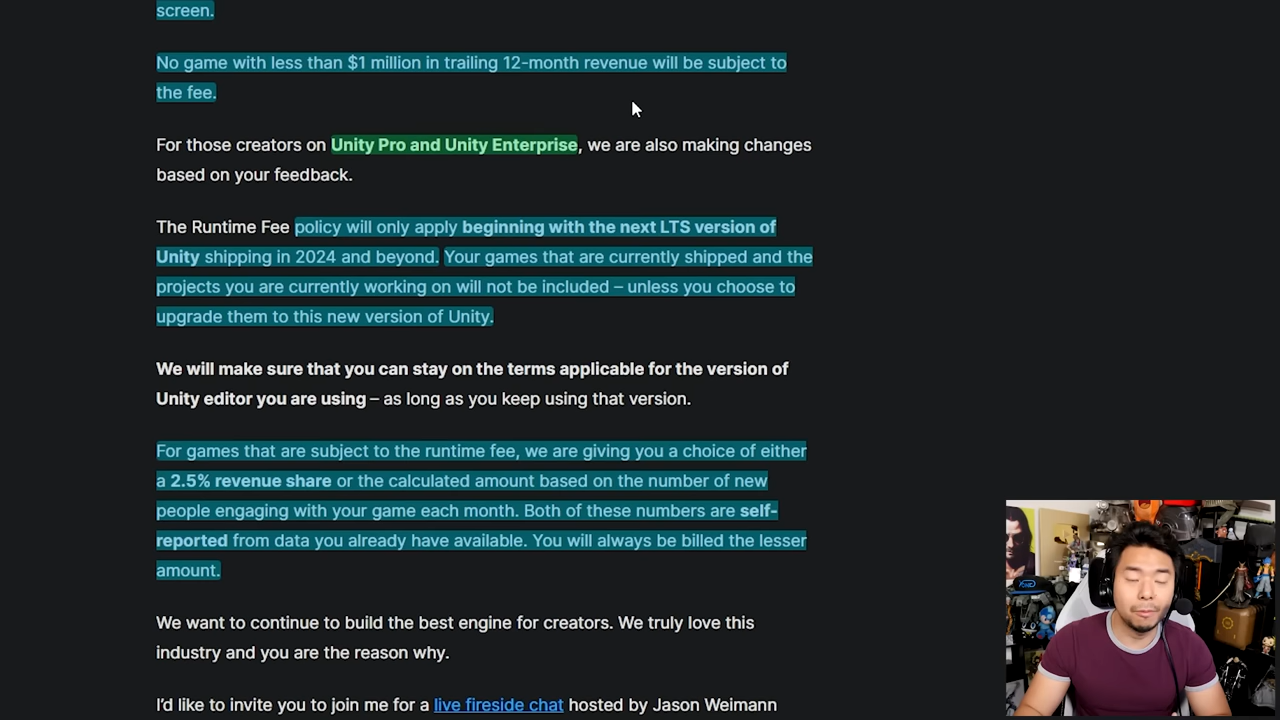 screen.
No game with less than $1 million in trailing 12-month revenue will be subject to
the fee.
For those creators on Unity Pro and Unity Enterprise, we are also making changes
based on your feedback.
The Runtime Fee policy will only apply beginning with the next LTS version of
Unity shipping in 2024 and beyond. Your games that are currently shipped and the
projects you are currently working on will not be included – unless you choose to
upgrade them to this new version of Unity.
We will make sure that you can stay on the terms applicable for the version of
Unity editor you are using – as long as you keep using that version.
For games that are subject to the runtime fee, we are giving you a choice of either
a 2.5% revenue share or the calculated amount based on the number of new
people engaging with your game each month. Both of these numbers are self-
reported from data you already have available. You will always be billed the lesser
amount.
We want to continue to build the best engine for creators. We truly love this
industry and you are the reason why.
I'd like to invite you to join me for a live fireside chat hosted by Jason Weimann